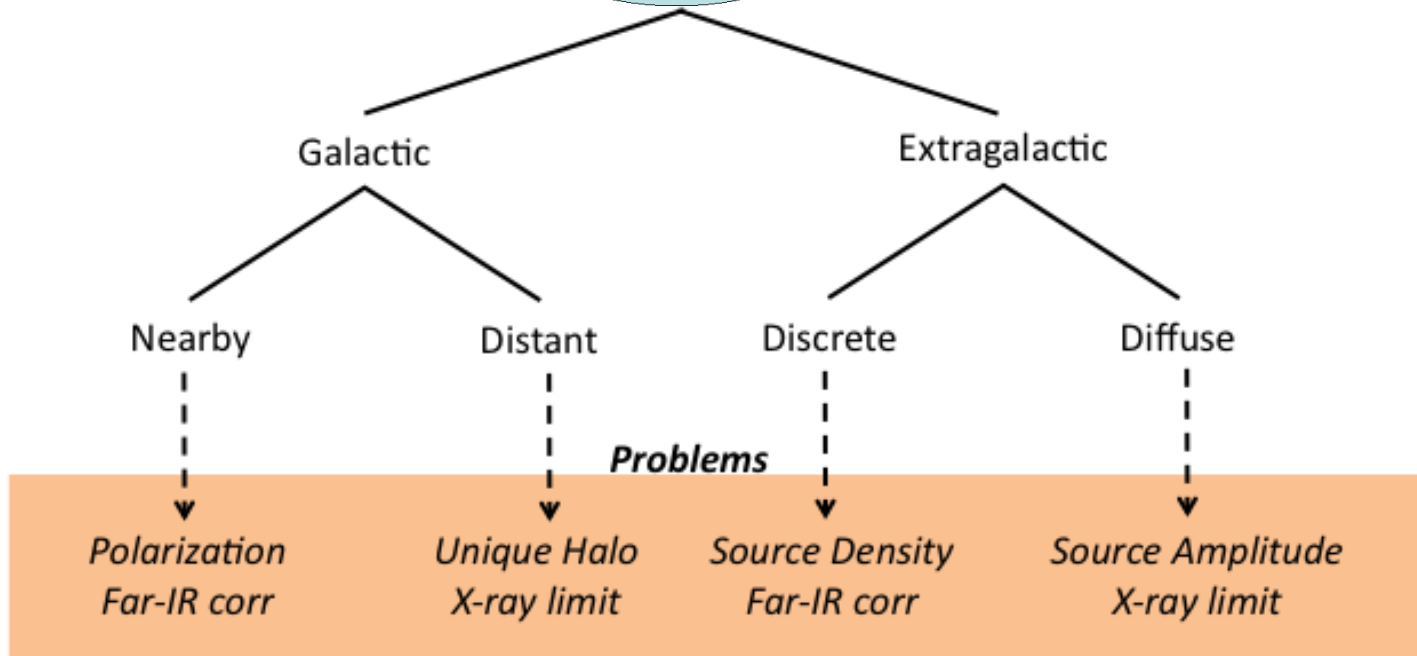 Galactic
Extragalactic
Nearby
Distant
Discrete
Diffuse
Problems
Polarization
Far-IR corr
Unique Halo
X-ray limit
Source Density
Far-IR corr
Source Amplitude
X-ray limit